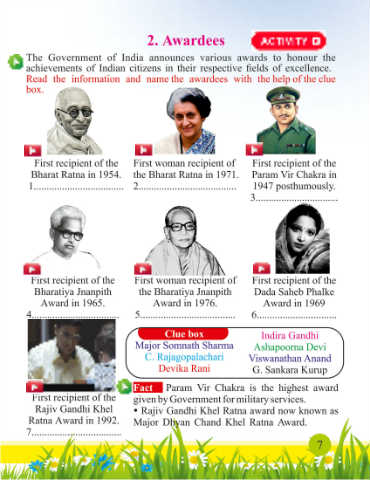 2. Awardees
ACTIVITY
The Government of India announces various awards to honour the
achievements of Indian citizens in their respective fields of excellence.
Read the information and name the awardees with the help of the clue
box.
First recipient of the
Bharat Ratna in 1954.
1..................................
First woman recipient of
the Bharat Ratna in 1971.
2.....................................
First recipient of the
Param Vir Chakra in
1947 posthumously.
3...............................
First recipient of the
Bharatiya Jnanpith
Award in 1965.
4.................................
First woman recipient of
the Bharatiya Jnanpith
Award in 1976.
5.....................................
First recipient of the
Dada Saheb Phalke
Award in 1969
6..............................
First recipient of the
Rajiv Gandhi Khel
Ratna Award in 1992.
7..................................
Clue box
Major Somnath Sharma
C. Rajagopalachari
Devika Rani
Indira Gandhi
Ashapoorna Devi
Viswanathan Anand
G. Sankara Kurup
Fact Param Vir Chakra is the highest award
given by Government for military services.
• Rajiv Gandhi Khel Ratna award now known as
Major Dhyan Chand Khel Ratna Award.
7